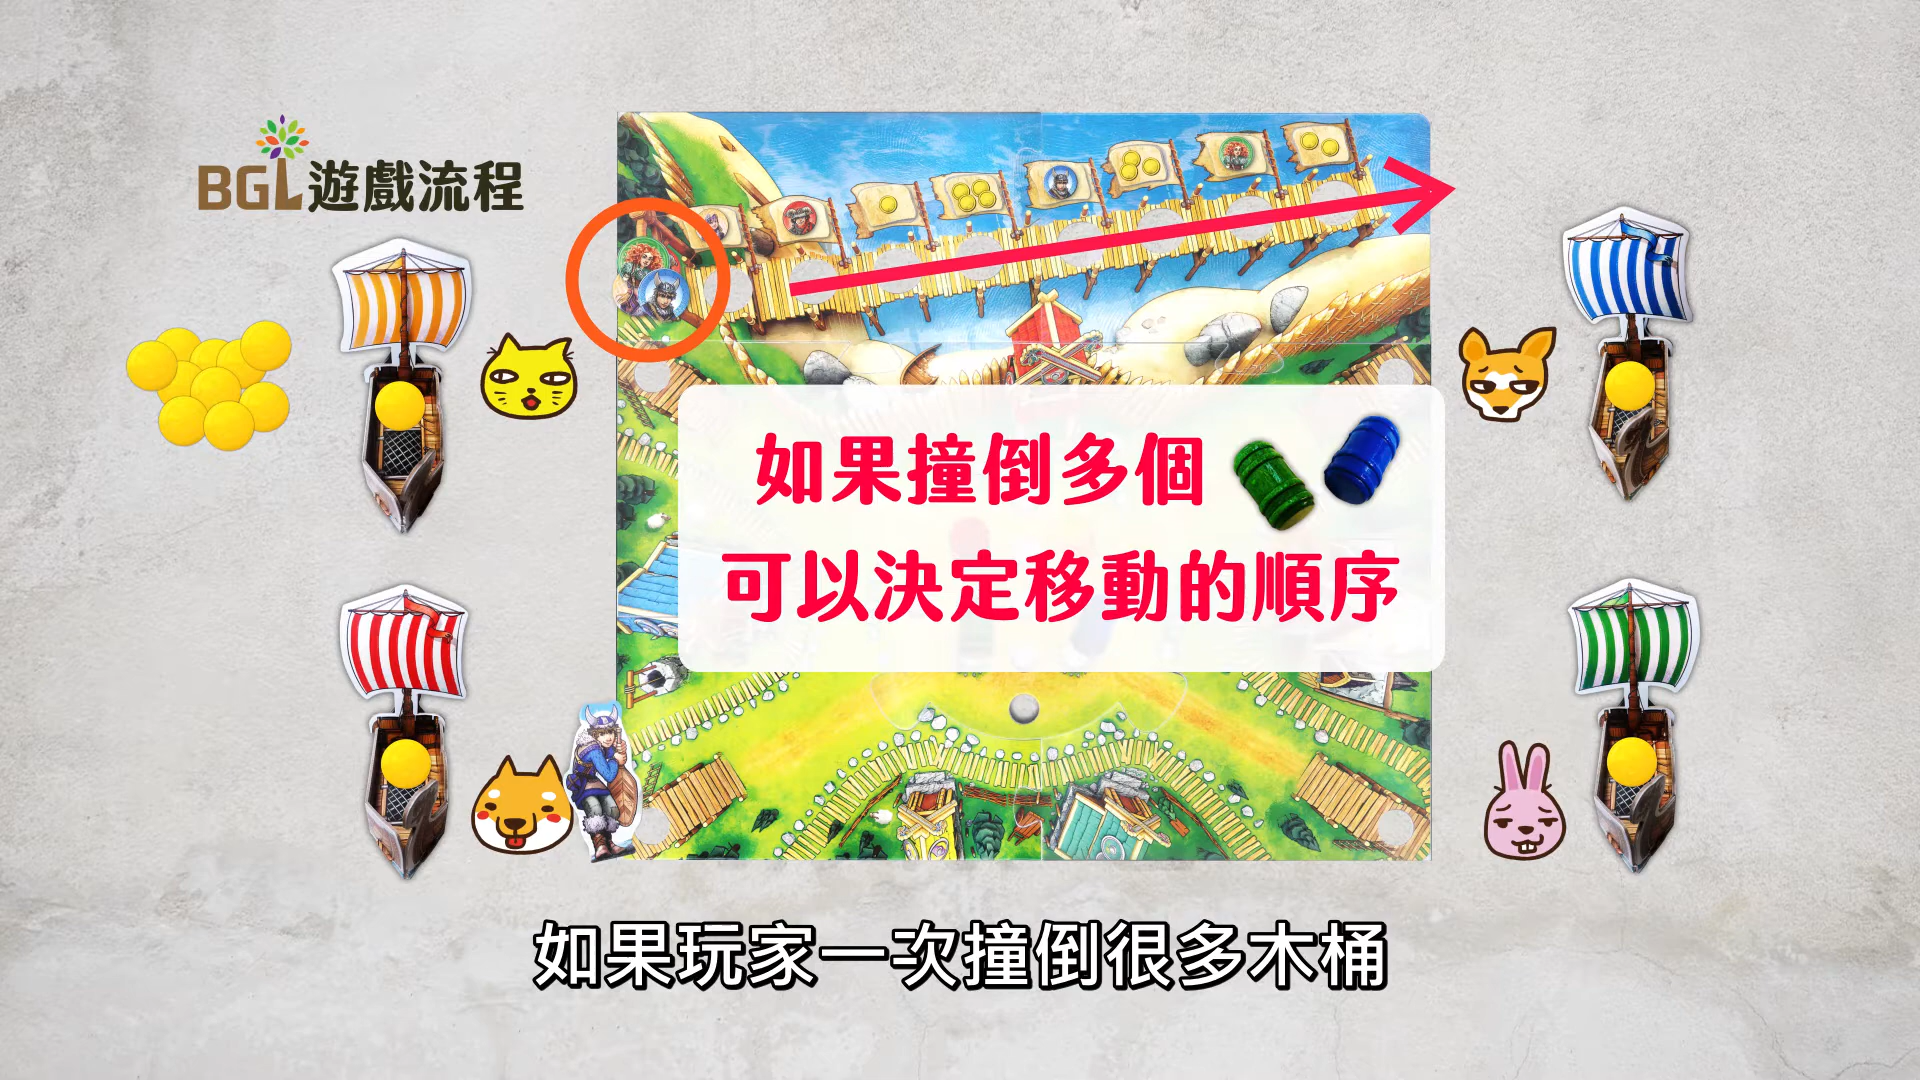 BGL遊戲流程
如果撞倒多個
可以決定移動的順序
如果玩家一次撞倒很多木桶